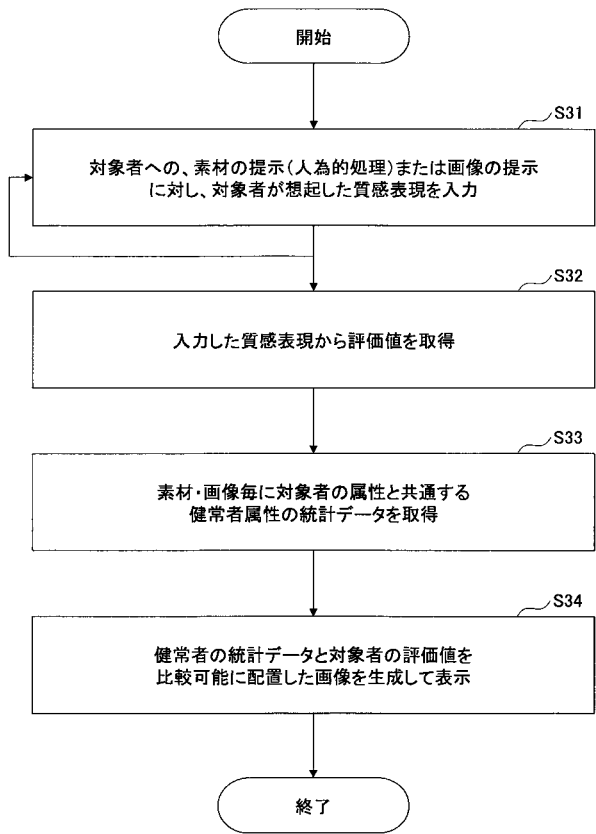 開始
S31
対象者への、素材の提示(人為的処理)または画像の提示
に対し、対象者が想起した質感表現を入力
S32
入力した質感表現から評価値を取得
S33
素材・画像毎に対象者の属性と共通する
健常者属性の統計データを取得
S34
健常者の統計データと対象者の評価値を
比較可能に配置した画像を生成して表示
終了